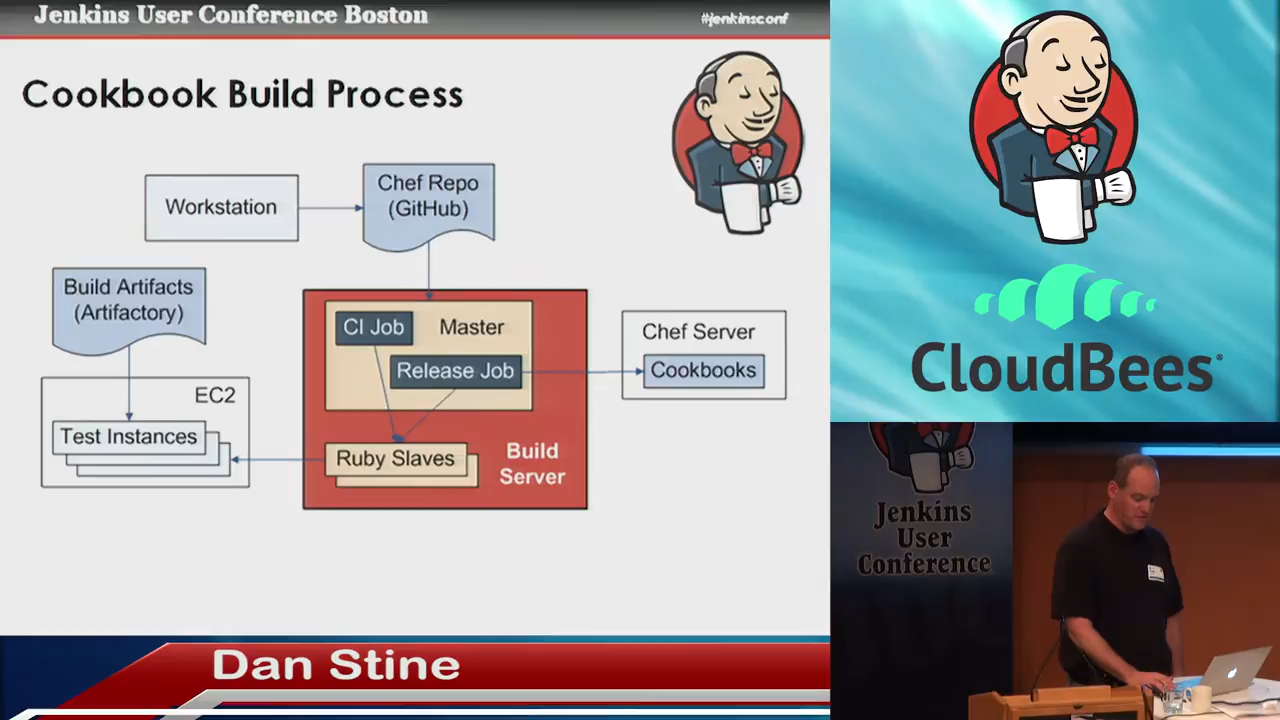 Jenkins User Conference Boston
#jenkinsconf
Cookbook Build Process
Workstation
Chef Repo
(GitHub)
Build Artifacts
(Artifactory)
CI Job
Master
Release Job
Chef Server
Cookbooks
EC2
Test Instances
Ruby Slaves
Build
Server
Dan Stine
CloudBees
Jenkins
User
Conference